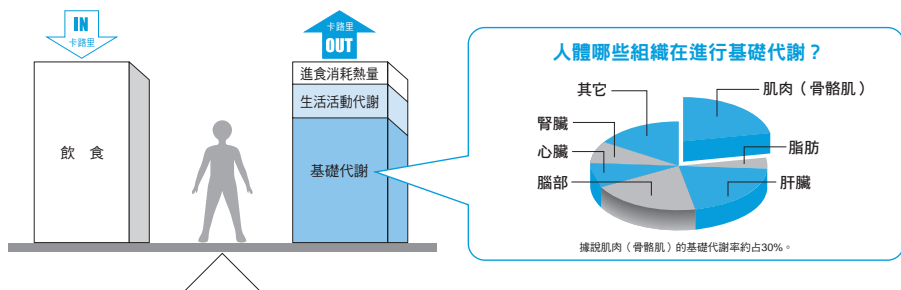 IN
卡路里
飲 食
卡路里
OUT
進食消耗熱量
生活活動代謝
基礎代謝
人體哪些組織在進行基礎代謝？
其它
肌肉（骨骼肌）
腎臟
心臟
脂肪
腦部
肝臟
據說肌肉（骨骼肌）的基礎代謝率約占30%。